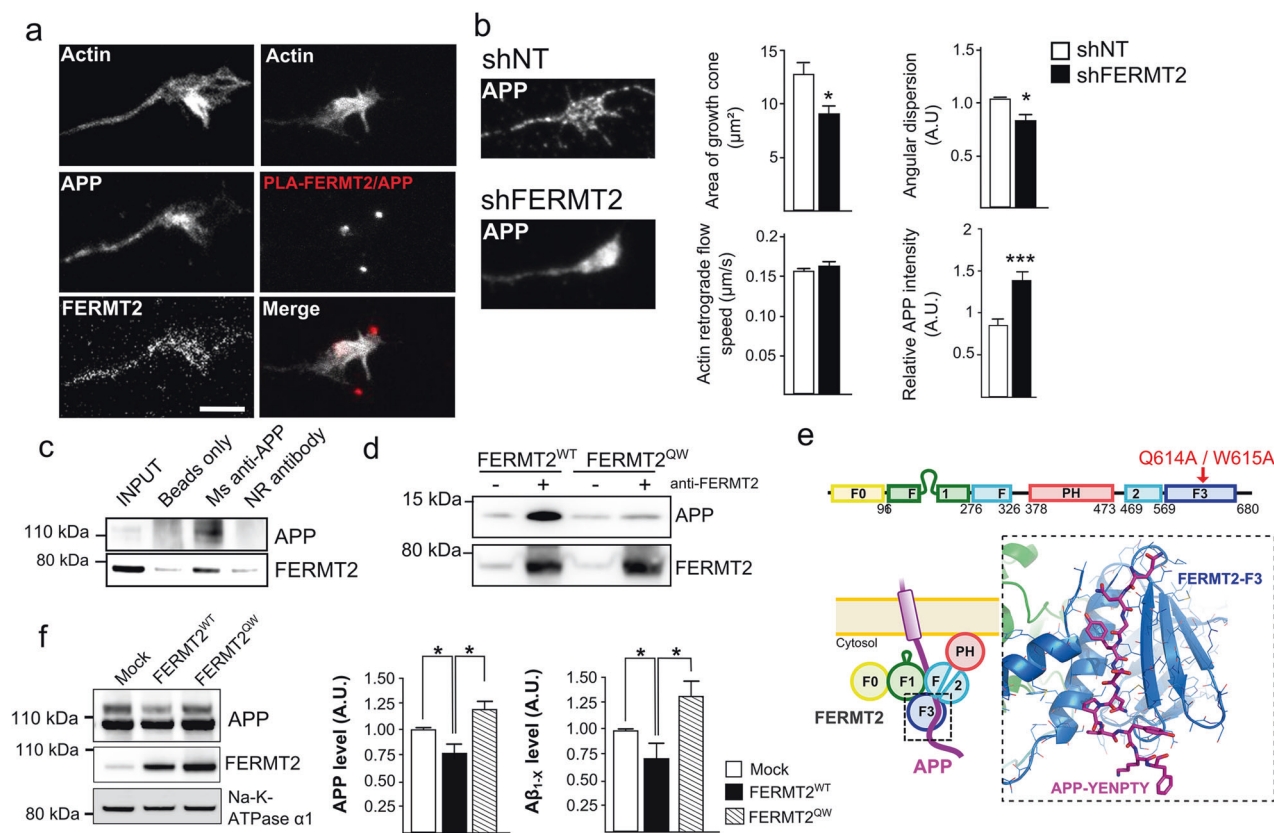 a
Actin
Actin
APP
PLA-FERMT2/APP
FERMT2
Merge
b
shNT
APP
shFERMT2
APP
Area of growth cone
(µm²)
15
10
5
*
Angular dispersion
(A.U)
1.5
1.0
0.5
*
shNT
shFERMT2
Actin retrograde flow
speed (µm/s)
0.2
0.15
0.10
0.05
Relative APP intensity
(A.U.)
2
1.5
1
0.5
***
c
INPUT
Beads only
Ms anti-APP
NR antibody
110 kDa
APP
80 kDa
FERMT2
d
FERMT2WT FERMT2QW
- + - + anti-FERMT2
15 kDa
APP
80 kDa
FERMT2
e
Q614A / W615A
F0 F 1 F PH 2 F3
96 276 326 378 473 469 569 680
Cytosol
PH
F0 F1 F 2
F3
FERMT2
APP
FERMT2-F3
APP-YENPTY
f
Mock
FERMT2WT
FERMT2QW
110 kDa
APP
110 kDa
FERMT2
80 kDa
Na-K-
ATPase α1
APP level (A.U.)
1.50
1.25
1.00
0.75
0.50
0.25
* *
Aβ1-X level (A.U.)
1.50
1.25
1.00
0.75
0.50
0.25
* *
Mock
FERMT2WT
FERMT2QW